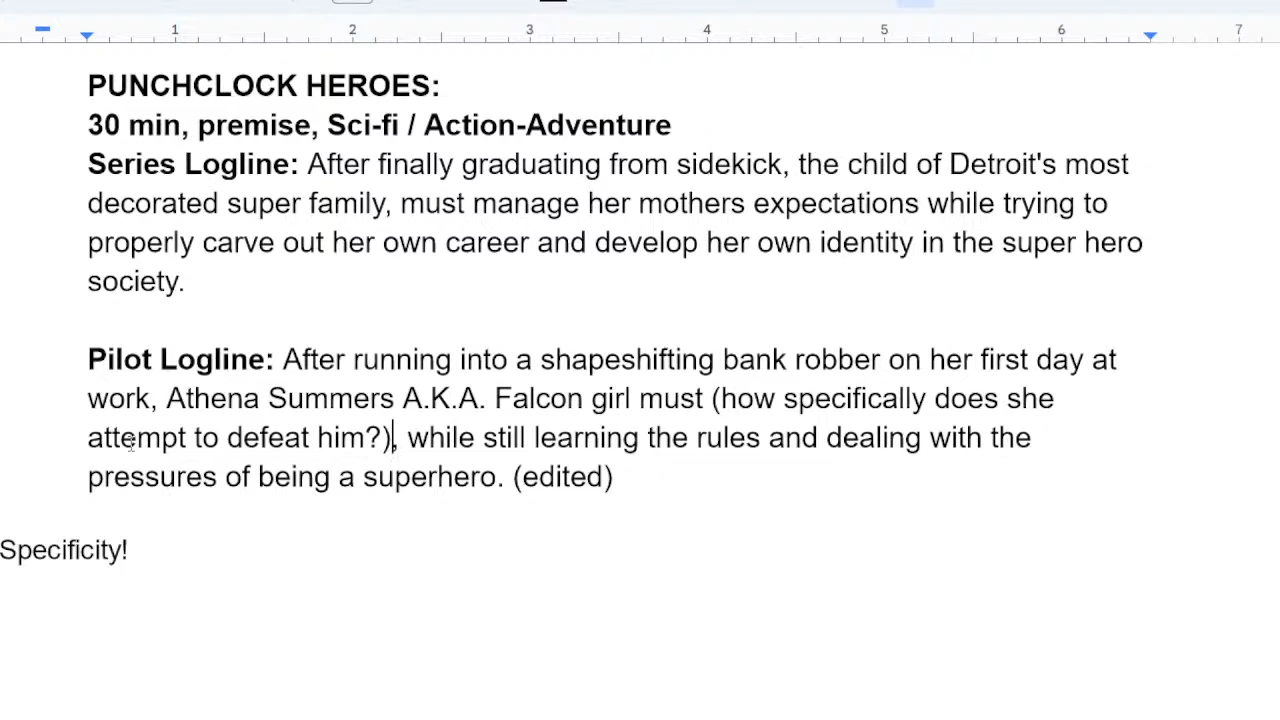 1 2 3 4 5 6 7
PUNCHCLOCK HEROES:
30 min, premise, Sci-fi / Action-Adventure
Series Logline: After finally graduating from sidekick, the child of Detroit's most
decorated super family, must manage her mothers expectations while trying to
properly carve out her own career and develop her own identity in the super hero
society.
Pilot Logline: After running into a shapeshifting bank robber on her first day at
work, Athena Summers A.K.A. Falcon girl must (how specifically does she
attempt to defeat him?), while still learning the rules and dealing with the
pressures of being a superhero. (edited)
Specificity!